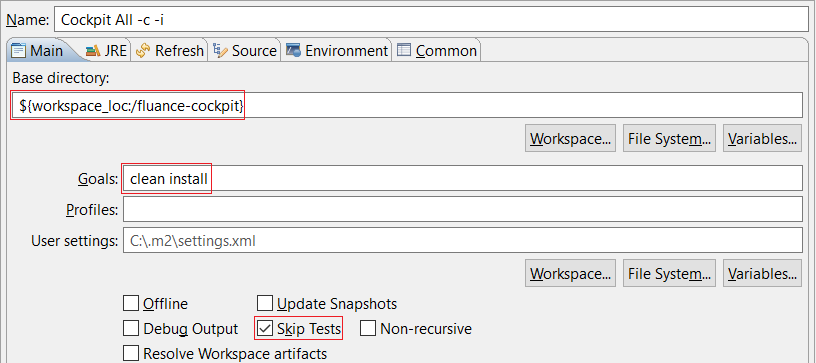 Name: Cockpit All -c -i
Main JRE Refresh Source Environment Common
Base directory:
${workspace_loc:/fluance-cockpit}
Workspace... File System... Variables...
Goals: clean install
Profiles:
User settings: C:\.m2\settings.xml
Workspace... File System... Variables...
Offline Update Snapshots
Debug Output Skip Tests Non-recursive
Resolve Workspace artifacts